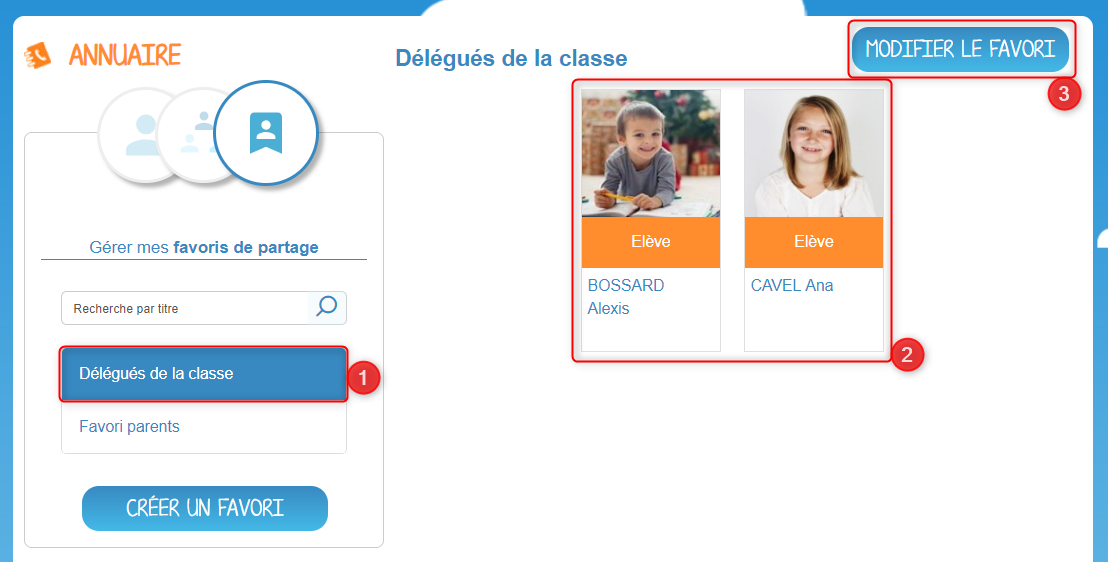 ANNUAIRE
Délégués de la classe
MODIFIER LE FAVORI
3
Gérer mes favoris de partage
Recherche par titre
Délégués de la classe
1
Favori parents
CRÉER UN FAVORI
Elève
BOSSARD
Alexis
Elève
CAVEL Ana
2